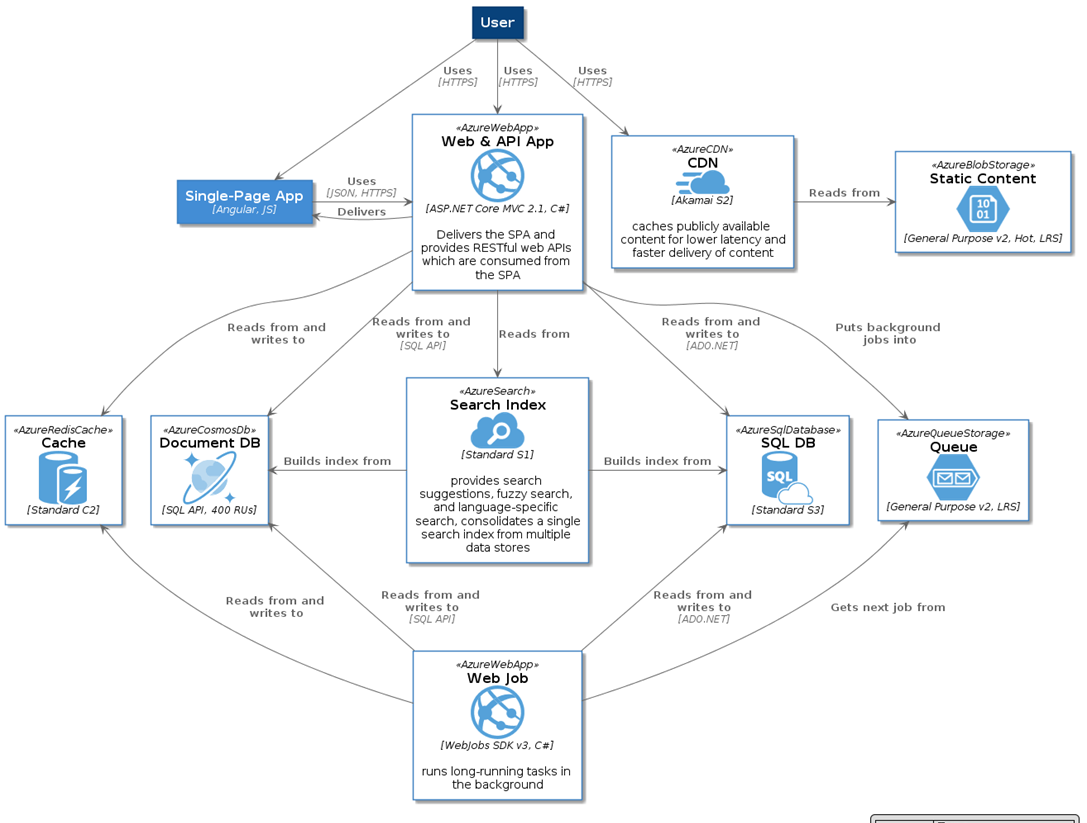 User
Uses
[HTTPS]
Uses
[HTTPS]
Uses
[HTTPS]
«AzureWebApp»
Web & API App
[ASP.NET Core MVC 2.1, C#]
Delivers the SPA and
provides RESTful web APIs
which are consumed from
the SPA
«AzureCDN»
CDN
[Akamai S2]
caches publicly available
content for lower latency and
faster delivery of content
Reads from
«AzureBlobStorage»
Static Content
10
01
[General Purpose v2, Hot, LRS]
Single-Page App
[Angular, JS]
Uses
[JSON, HTTPS]
Delivers
Reads from and
writes to
Reads from and
writes to
[SQL API]
Reads from
Reads from and
writes to
[ADO.NET]
Puts background
jobs into
«AzureRedisCache»
Cache
[Standard C2]
«AzureCosmosDb»
Document DB
[SQL API, 400 RUs]
Builds index from
«AzureSearch»
Search Index
[Standard S1]
provides search
suggestions, fuzzy search,
and language-specific
search, consolidates a single
search index from multiple
data stores
Builds index from
«AzureSqlDatabase»
SQL DB
SQL
[Standard S3]
«AzureQueueStorage»
Queue
[General Purpose v2, LRS]
Reads from and
writes to
Reads from and
writes to
[SQL API]
Reads from and
writes to
[ADO.NET]
Gets next job from
«AzureWebApp»
Web Job
[WebJobs SDK v3, C#]
runs long-running tasks in
the background